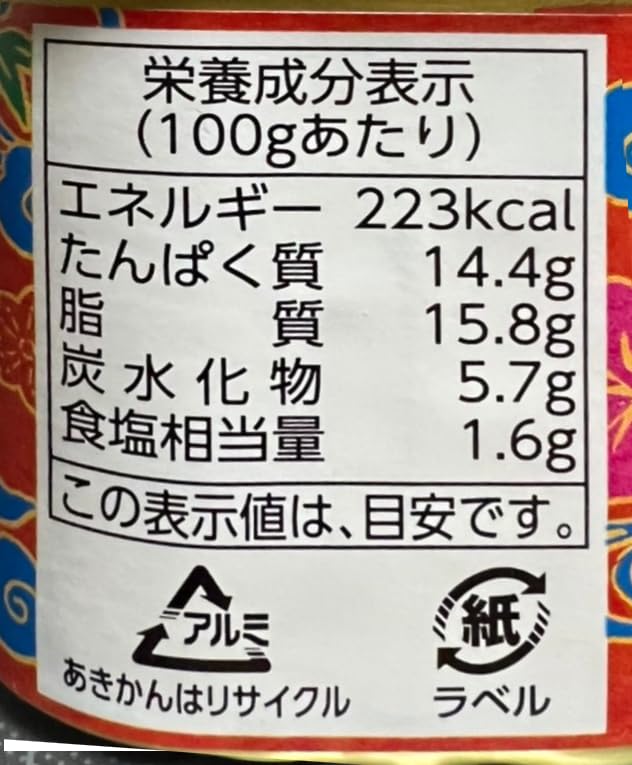 栄養成分表示
(100gあたり)
エネルギー 223kcal
たんぱく質 14.4g
脂質 15.8g
炭水化物 5.7g
食塩相当量 1.6g
この表示値は、目安です。
アルミ
あきかんはリサイクル
紙
ラベル